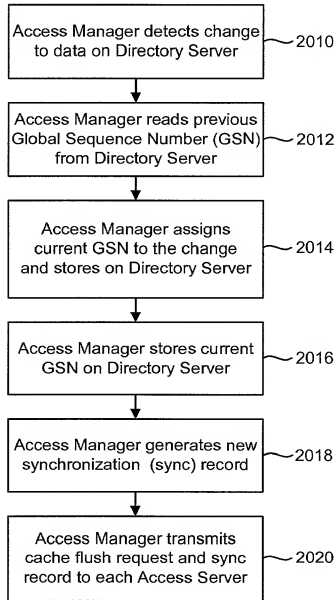 Access Manager detects change
to data on Directory Server
2010
Access Manager reads previous
Global Sequence Number (GSN)
from Directory Server
2012
Access Manager assigns
current GSN to the change
and stores on Directory Server
2014
Access Manager stores current
GSN on Directory Server
2016
Access Manager generates new
synchronization (sync) record
2018
Access Manager transmits
cache flush request and sync
record to each Access Server
2020